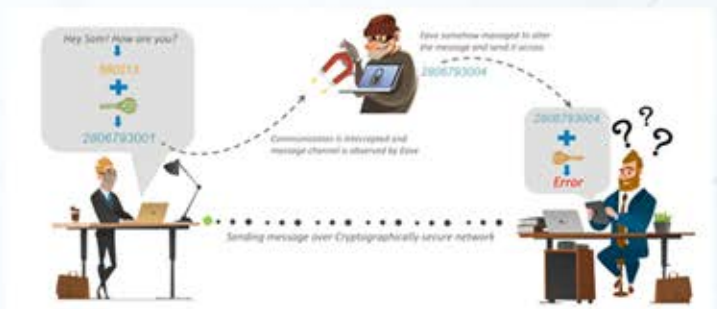 Hey Sam! How are you?
2806793001
Eave somehow managed to alter
the message and send it across
2806793004
Communication is intercepted and
message channel is observed by Eave
2806793004
Error
???
Sending message over Cryptographically-secure network